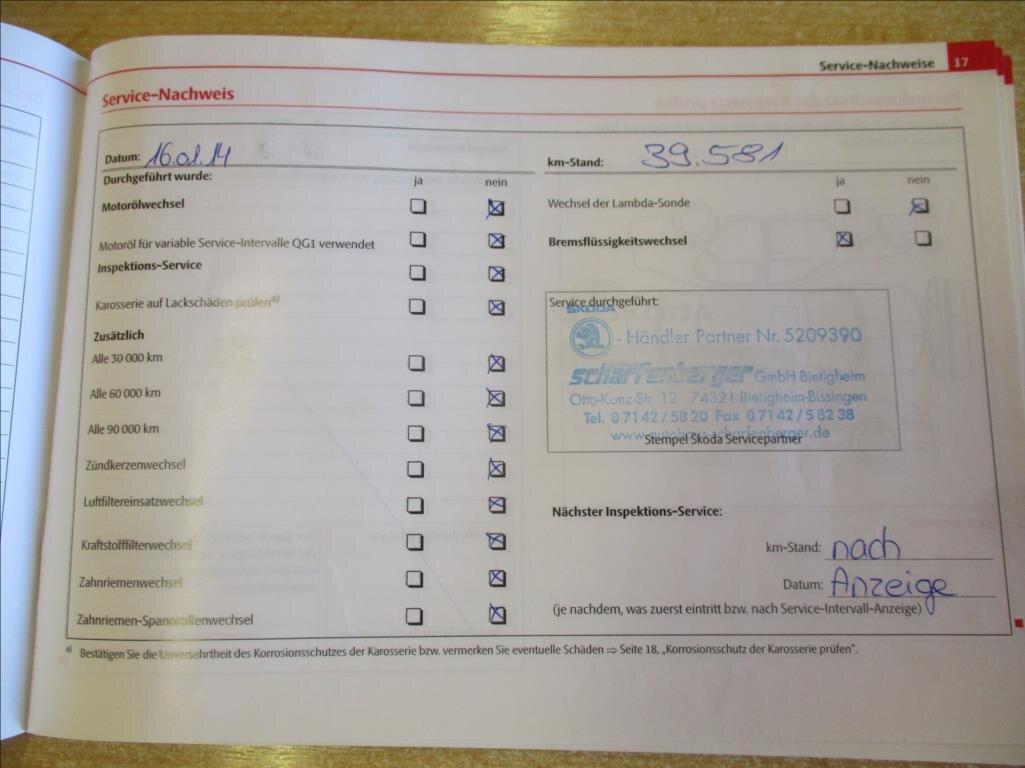 Service-Nachweise 17
Service-Nachweis
Datum: 16.01.14
km-Stand: 39.581
Durchgeführt wurde:
ja nein
ja nein
Motorölwechsel
Wechsel der Lambda-Sonde
Motoröl für variable Service-Intervalle QG1 verwendet
Bremsflüssigkeitswechsel
Inspektions-Service
Karosserie auf Lackschäden prüfen a)
Zusätzlich
Alle 30 000 km
Alle 60 000 km
Alle 90 000 km
Zündkerzenwechsel
Luftfiltereinsatzwechsel
Kraftstofffilterwechsel
Zahnriemenwechsel
Zahnriemen-Spannrollenwechsel
Service durchgeführt:
SKODA
- Händler Partner Nr. 5209390
scharfenberger GmbH Bietigheim
Otto-Konz-Str. 12 74321 Bietigheim-Bissingen
Tel. 0 71 42 / 58 20 Fax 0 71 42 / 5 82 38
www.autohaus-scharfenberger.de
Stempel Skoda Servicepartner
Nächster Inspektions-Service:
km-Stand: nach
Datum: Anzeige
(je nachdem, was zuerst eintritt bzw. nach Service-Intervall-Anzeige)
a) Bestätigen Sie die Unversehrtheit des Korrosionsschutzes der Karosserie bzw. vermerken Sie eventuelle Schäden ⇒ Seite 18, „Korrosionsschutz der Karosserie prüfen".